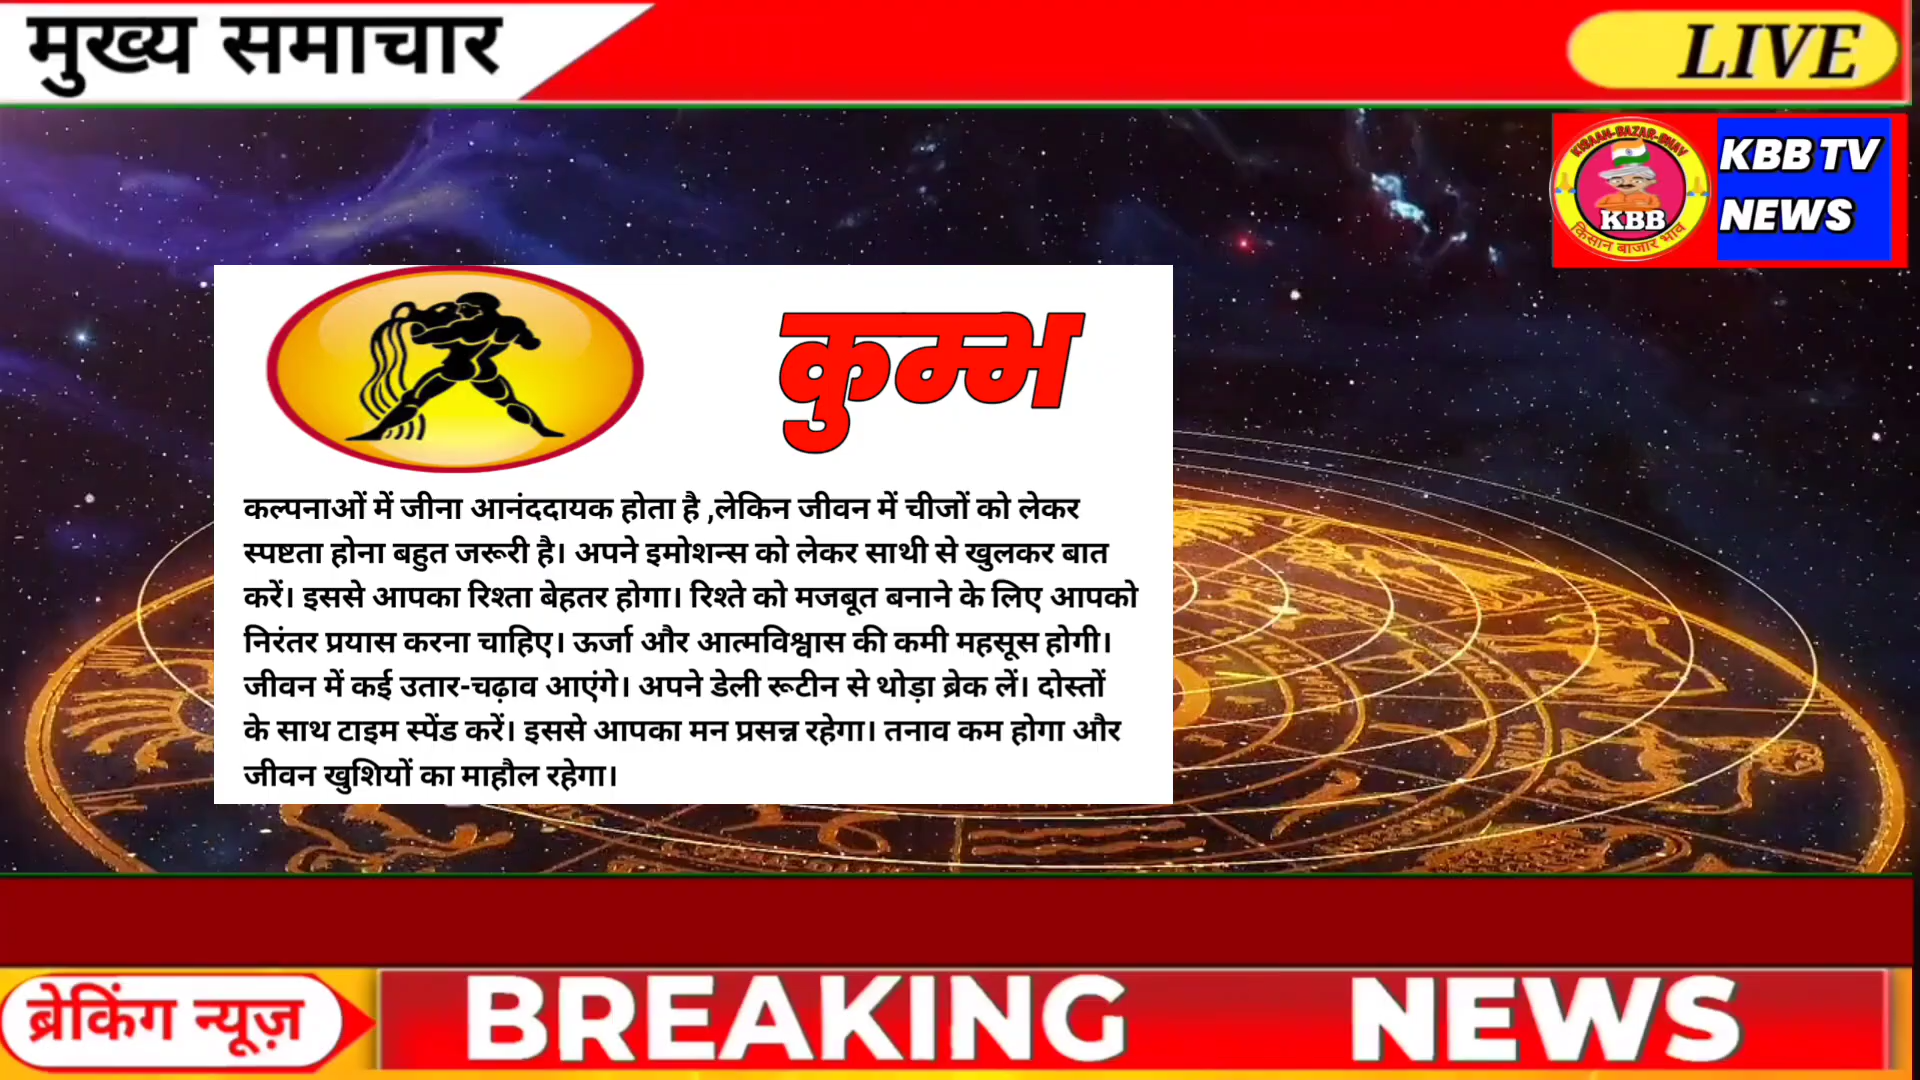 मुख्य समाचार
LIVE
KISAAN-BAZAR-BHAV
KBB
किसान बाजार भाव
KBB TV
NEWS
कुम्भ
कल्पनाओं में जीना आनंददायक होता है ,लेकिन जीवन में चीजों को लेकर
स्पष्टता होना बहुत जरूरी है। अपने इमोशन्स को लेकर साथी से खुलकर बात
करें। इससे आपका रिश्ता बेहतर होगा। रिश्ते को मजबूत बनाने के लिए आपको
निरंतर प्रयास करना चाहिए। ऊर्जा और आत्मविश्वास की कमी महसूस होगी।
जीवन में कई उतार-चढ़ाव आएंगे। अपने डेली रूटीन से थोड़ा ब्रेक लें। दोस्तों
के साथ टाइम स्पेंड करें। इससे आपका मन प्रसन्न रहेगा। तनाव कम होगा और
जीवन खुशियों का माहौल रहेगा।
ब्रेकिंग न्यूज़
BREAKING NEWS